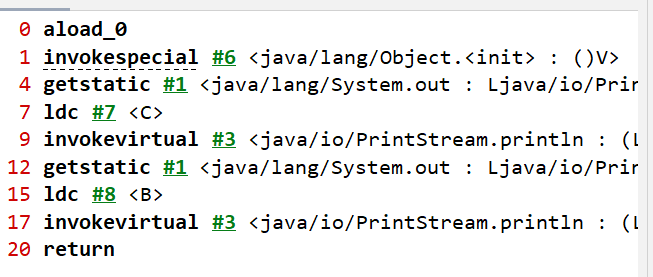 0 aload_0
1 invokespecial #6 <java/lang/Object.<init> : ()V>
4 getstatic #1 <java/lang/System.out : Ljava/io/Prin
7 ldc #7 <C>
9 invokevirtual #3 <java/io/PrintStream.println : (L
12 getstatic #1 <java/lang/System.out : Ljava/io/Pri
15 ldc #8 <B>
17 invokevirtual #3 <java/io/PrintStream.println : (L
20 return